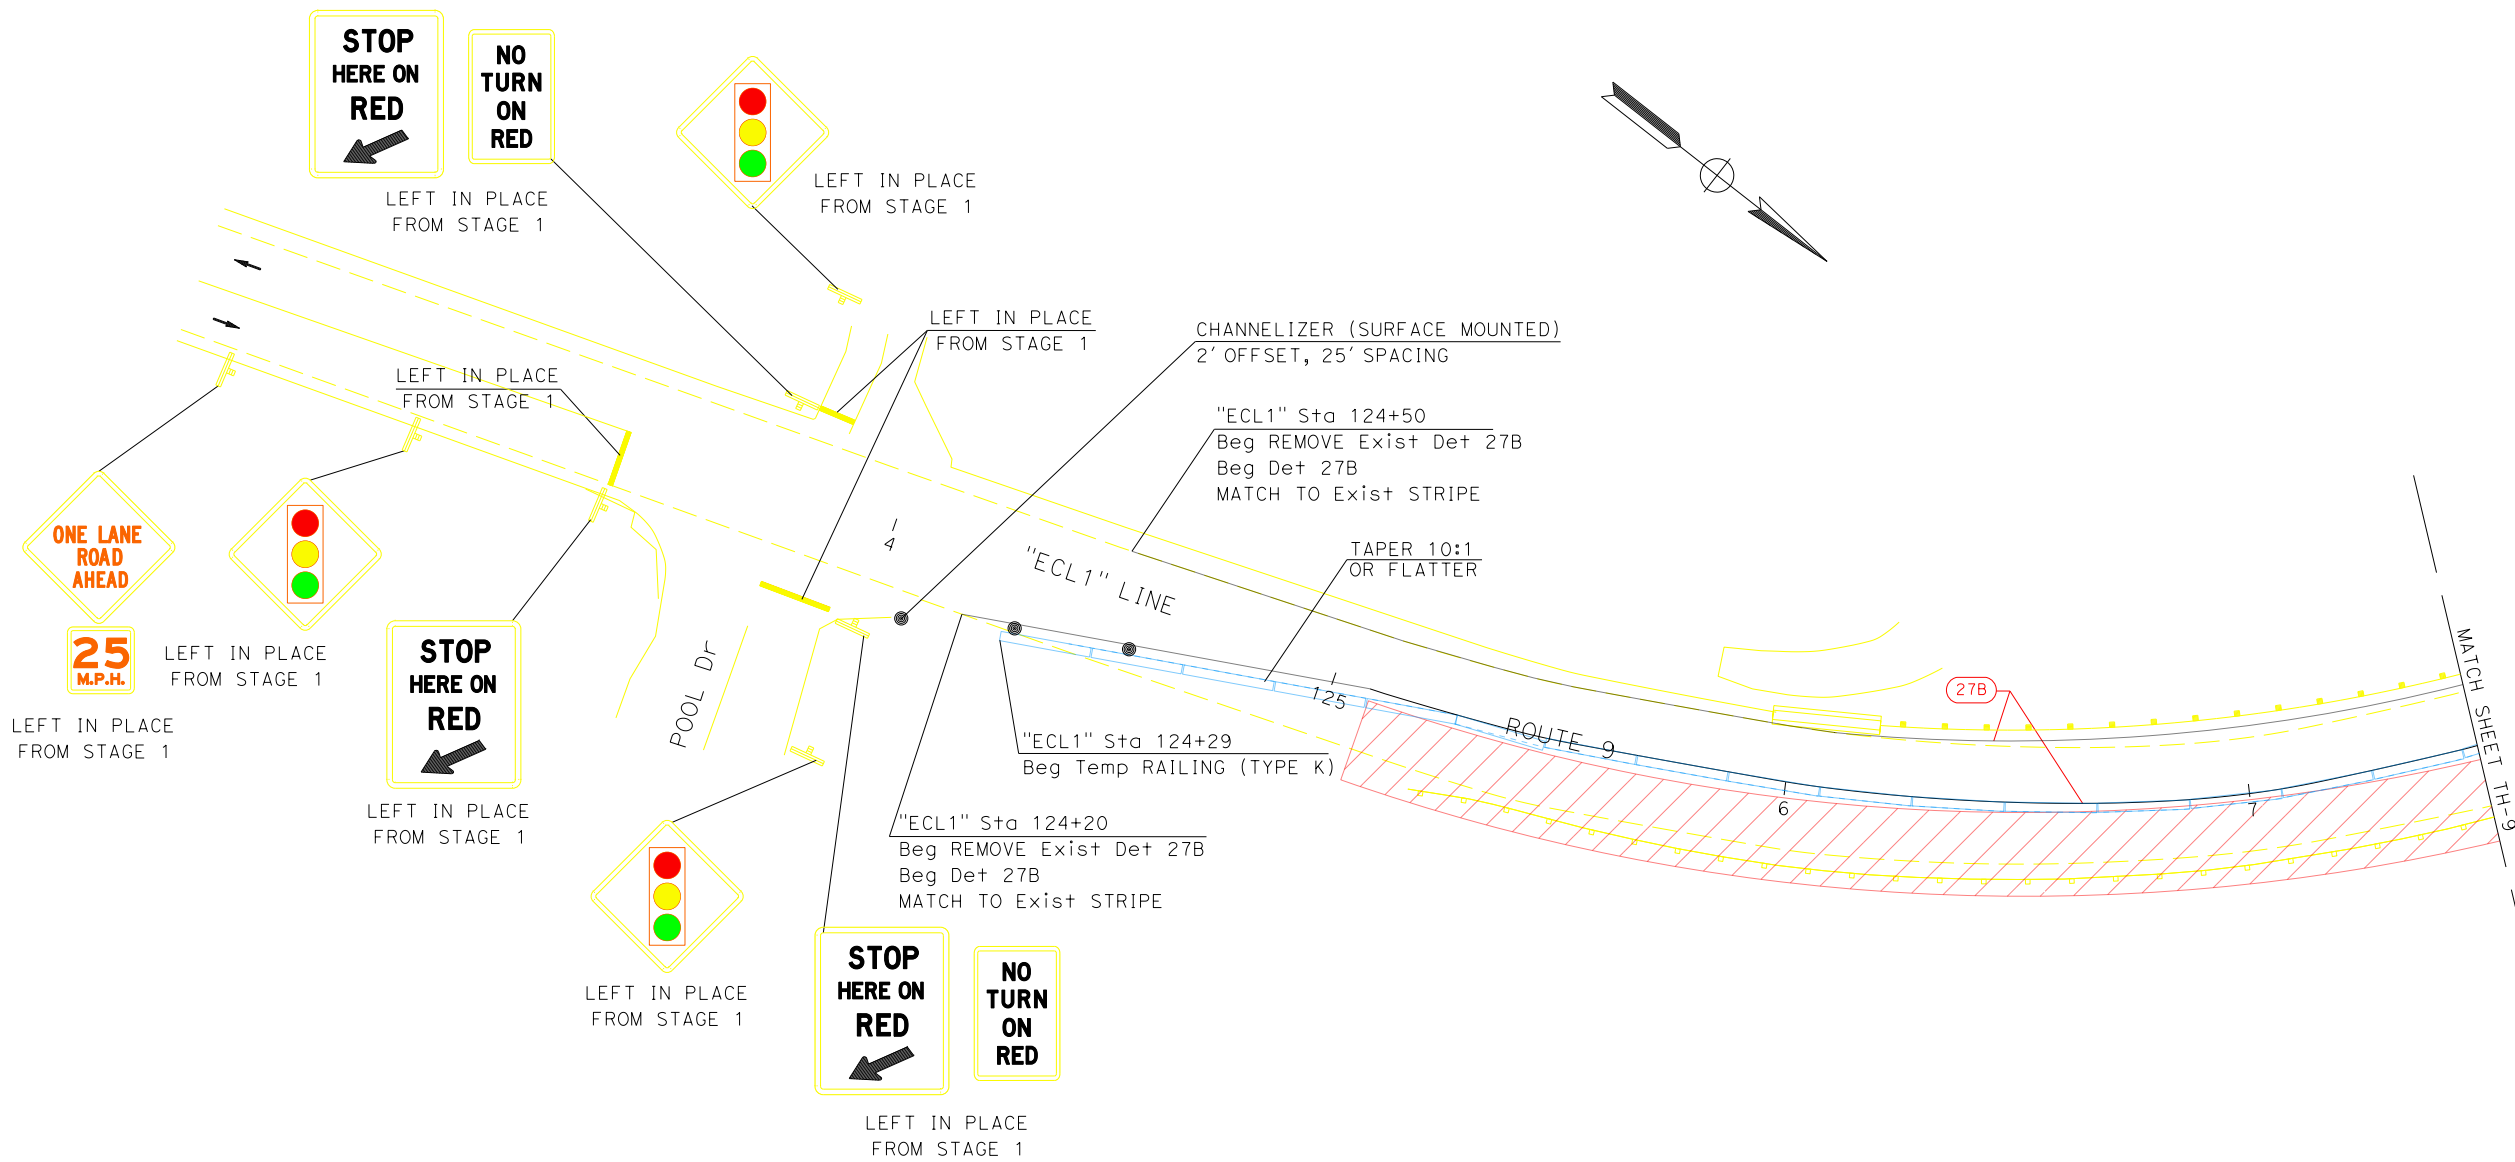 STOP
HERE ON
RED
NO
TURN
ON
RED
LEFT IN PLACE
FROM STAGE 1
LEFT IN PLACE
FROM STAGE 1
LEFT IN PLACE
FROM STAGE 1
CHANNELIZER (SURFACE MOUNTED)
2' OFFSET, 25' SPACING
LEFT IN PLACE
FROM STAGE 1
"ECL1" Sta 124+50
Beg REMOVE Exist Det 27B
Beg Det 27B
MATCH TO Exist STRIPE
ONE LANE
ROAD
AHEAD
25
M.P.H.
LEFT IN PLACE
FROM STAGE 1
LEFT IN PLACE
FROM STAGE 1
4
"ECL1" LINE
TAPER 10:1
OR FLATTER
STOP
HERE ON
RED
LEFT IN PLACE
FROM STAGE 1
POOL Dr
125
ROUTE 9
27B
6
7
MATCH SHEET TH-9
"ECL1" Sta 124+29
Beg Temp RAILING (TYPE K)
"ECL1" Sta 124+20
Beg REMOVE Exist Det 27B
Beg Det 27B
MATCH TO Exist STRIPE
LEFT IN PLACE
FROM STAGE 1
STOP
HERE ON
RED
NO
TURN
ON
RED
LEFT IN PLACE
FROM STAGE 1